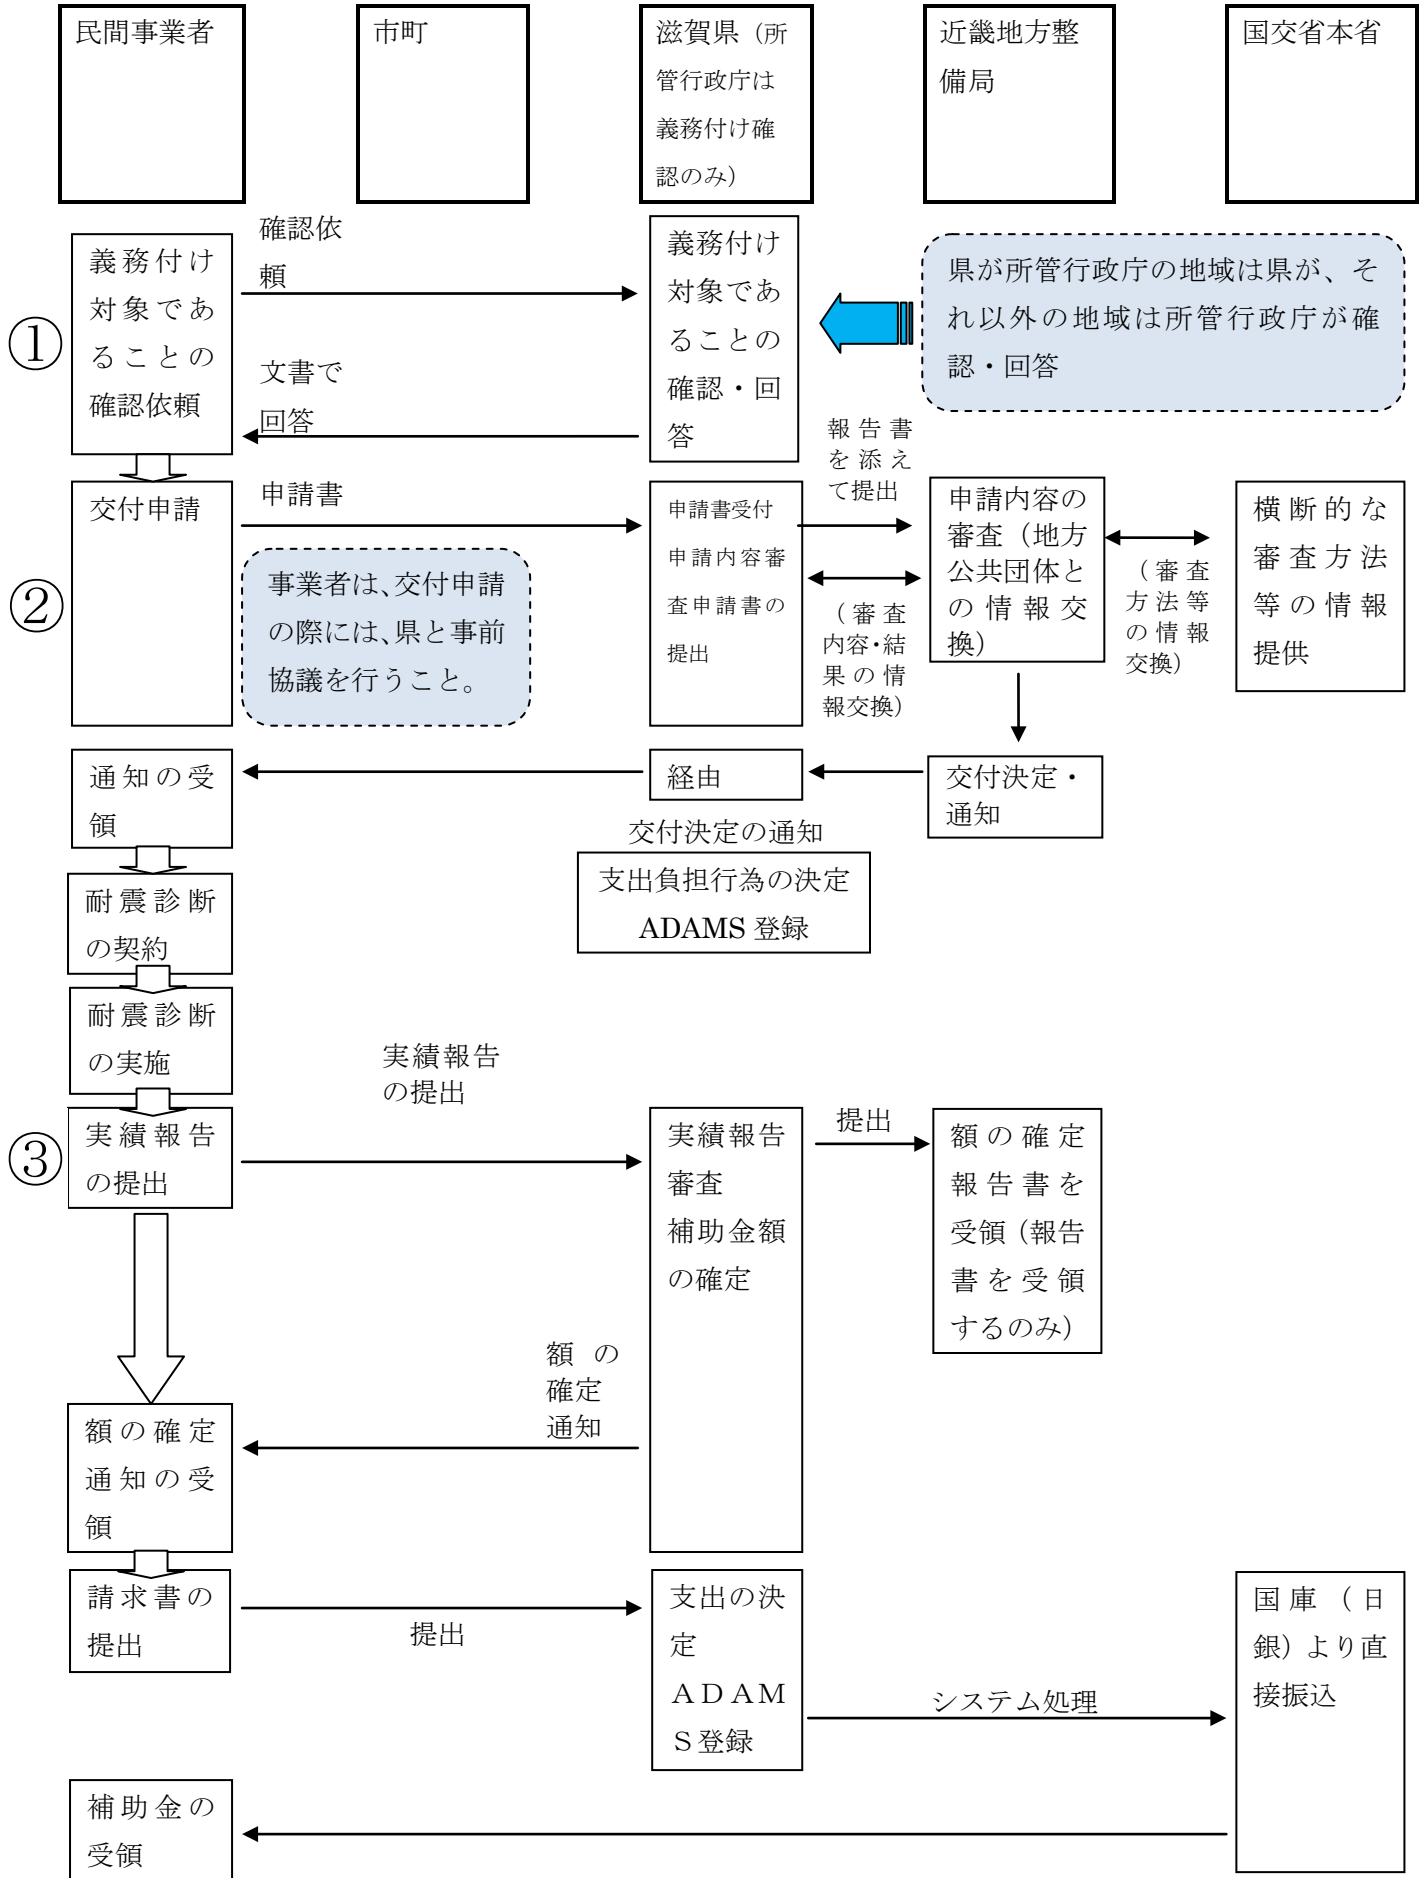 民間事業者
市町
滋賀県（所
管行政庁は
義務付け確
認のみ）
近畿地方整
備局
国交省本省
①
義務付け
対象であ
ることの
確認依頼
確認依
頼
文書で
回答
義務付け
対象であ
ることの
確認・回
答
県が所管行政庁の地域は県が、そ
れ以外の地域は所管行政庁が確
認・回答
②
交付申請
申請書
事業者は、交付申請
の際には、県と事前
協議を行うこと。
申請書受付
申請内容審
査申請書の
提出
報告書
を添え
て提出
（審査
内容・結
果の情
報交換）
申請内容の
審査（地方
公共団体と
の情報交
換）
（審査
方法等
の情報
交換）
横断的な
審査方法
等の情報
提供
通知の受
領
経由
交付決定・
通知
交付決定の通知
支出負担行為の決定
ADAMS 登録
耐震診断
の契約
耐震診断
の実施
③
実績報告
の提出
実績報告
の提出
実績報告
審査
補助金額
の確定
提出
額の確定
報告書を
受領（報告
書を受領
するのみ）
額の
確定
通知
額の確定
通知の受
領
請求書の
提出
提出
支出の決
定
ＡＤＡＭ
Ｓ登録
システム処理
国庫（日
銀）より直
接振込
補助金の
受領